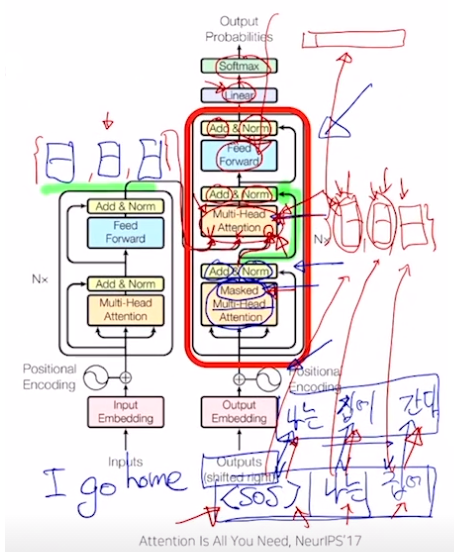 Output
Probabilities
Softmax
Linear
Add & Norm
Feed
Forward
Add & Norm
Multi-Head
Attention
Nx
Add & Norm
Masked
Multi-Head
Attention
Positional
Encoding
Output
Embedding
Outputs
(shifted right)
Add & Norm
Feed
Forward
Nx
Add & Norm
Multi-Head
Attention
Positional
Encoding
Input
Embedding
Inputs
I go home
나는 집에 간다
<SOS> 나는 집에
Attention Is All You Need, NeurIPS'17